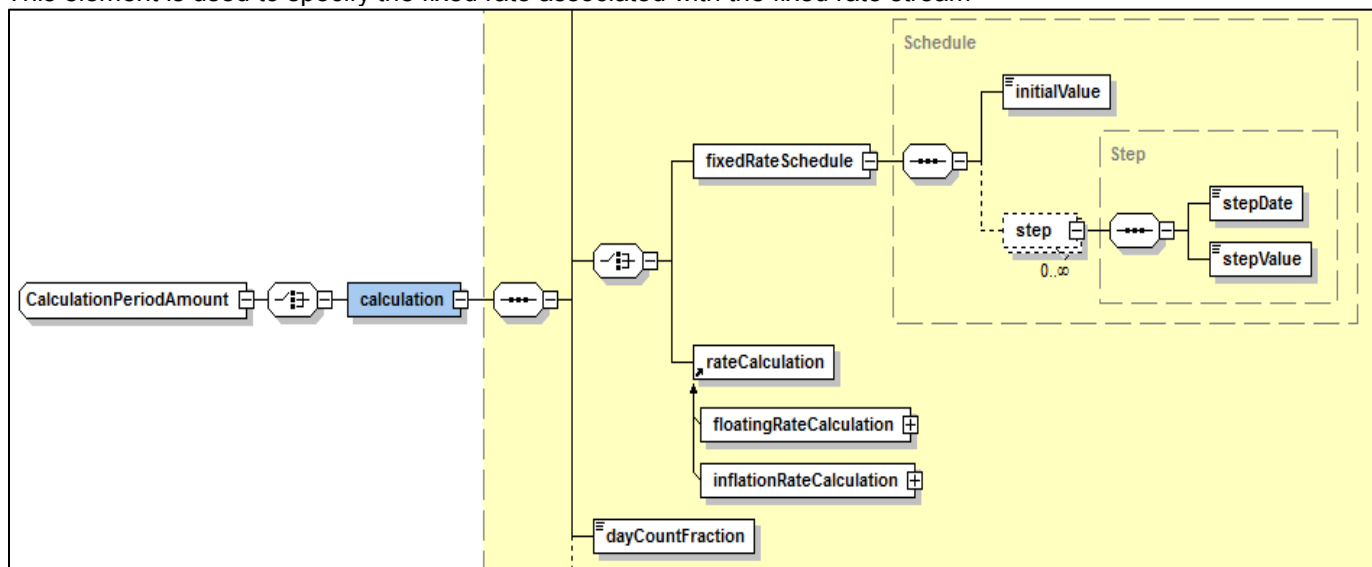 This element is used to specify the fixed rate associated with the fixed rate stream
Schedule
initialValue
Step
fixedRateSchedule
stepDate
step
stepValue
0..∞
CalculationPeriodAmount
calculation
rateCalculation
floatingRateCalculation
inflationRateCalculation
dayCountFraction